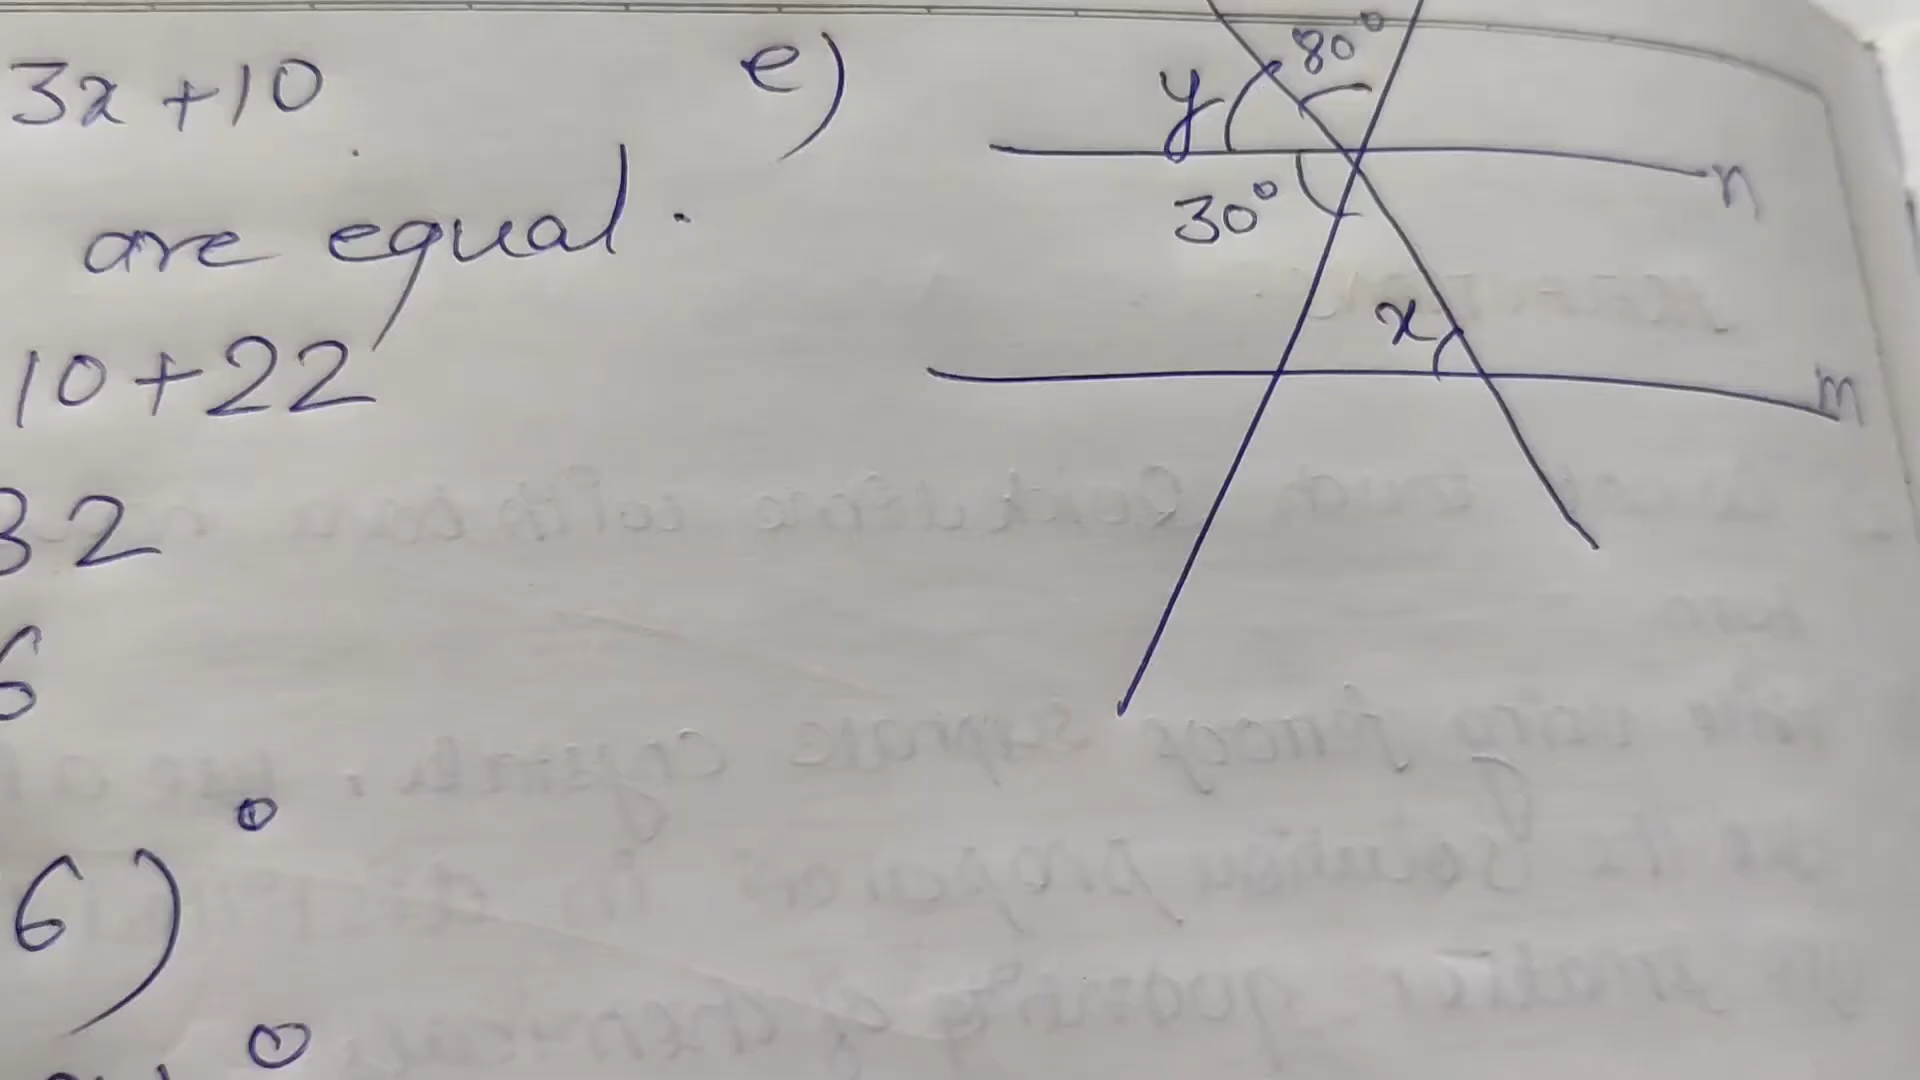 3x + 10
are equal.
10 + 22
32
6
6)°
e)
80°
y
n
30°
x
m